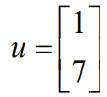 u = [1
7]